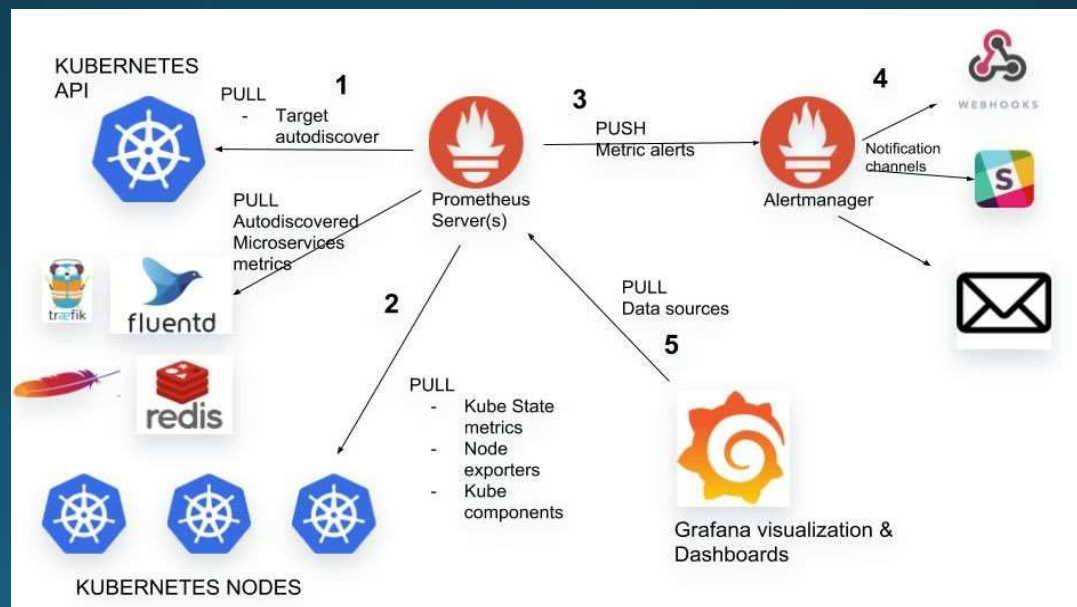 KUBERNETES
API
PULL
- Target
autodiscover
1
Prometheus
Server(s)
3
PUSH
Metric alerts
Alertmanager
4
Notification
channels
WEBHOOKS
S
PULL
Autodiscovered
Microservices
metrics
træfik
fluentd
redis
2
PULL
- Kube State
metrics
- Node
exporters
- Kube
components
KUBERNETES NODES
PULL
Data sources
5
Grafana visualization &
Dashboards